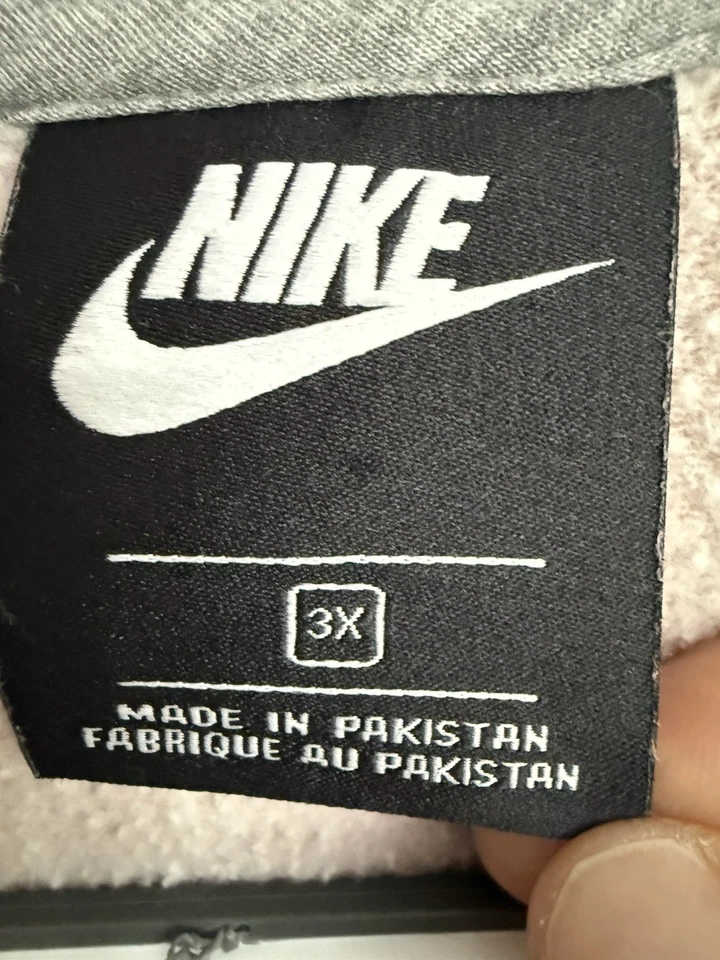 NIKE
3X
MADE IN PAKISTAN
FABRIQUE AU PAKISTAN